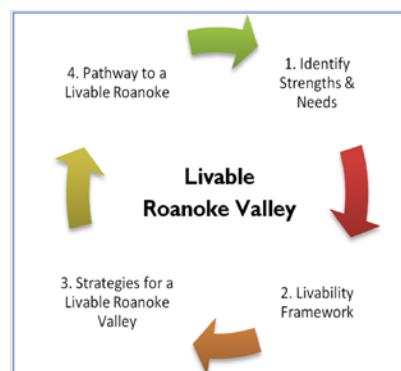 4. Pathway to a
Livable Roanoke
1. Identify
Strengths &
Needs
Livable
Roanoke Valley
3. Strategies for a
Livable Roanoke
Valley
2. Livability
Framework